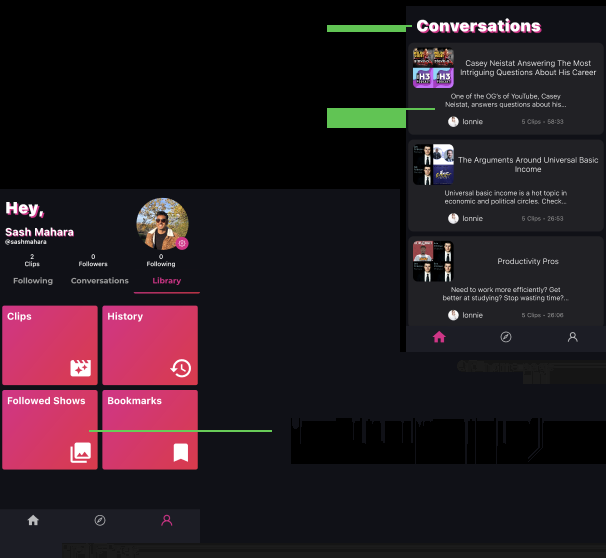 Conversations
Casey Neistat Answering The Most
Intriguing Questions About His Career
One of the OG's of YouTube, Casey
Neistat, answers questions about his...
lonnie
5 Clips - 58:33
The Arguments Around Universal Basic
Income
Universal basic income is a hot topic in
economic and political circles. Check...
lonnie
5 Clips - 26:53
Productivity Pros
Need to work more efficiently? Get
better at studying? Stop wasting time?...
lonnie
5 Clips - 26:06
Hey,
Sash Mahara
@sashmahara
2
Clips
0
Followers
0
Following
Following
Conversations
Library
Clips
History
Followed Shows
Bookmarks